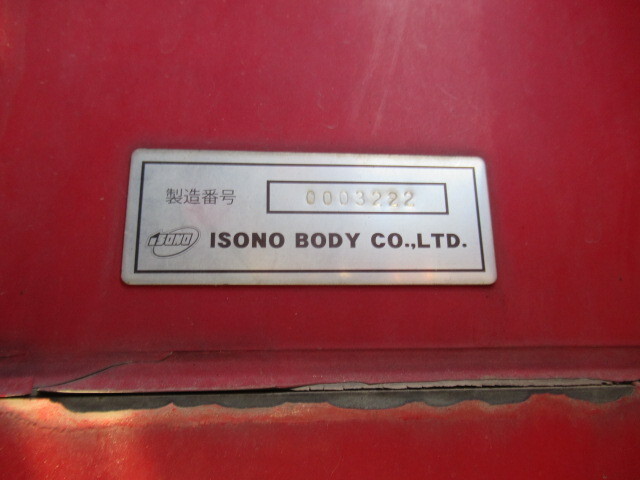 製造番号 0003222
iSONO ISONO BODY CO.,LTD.